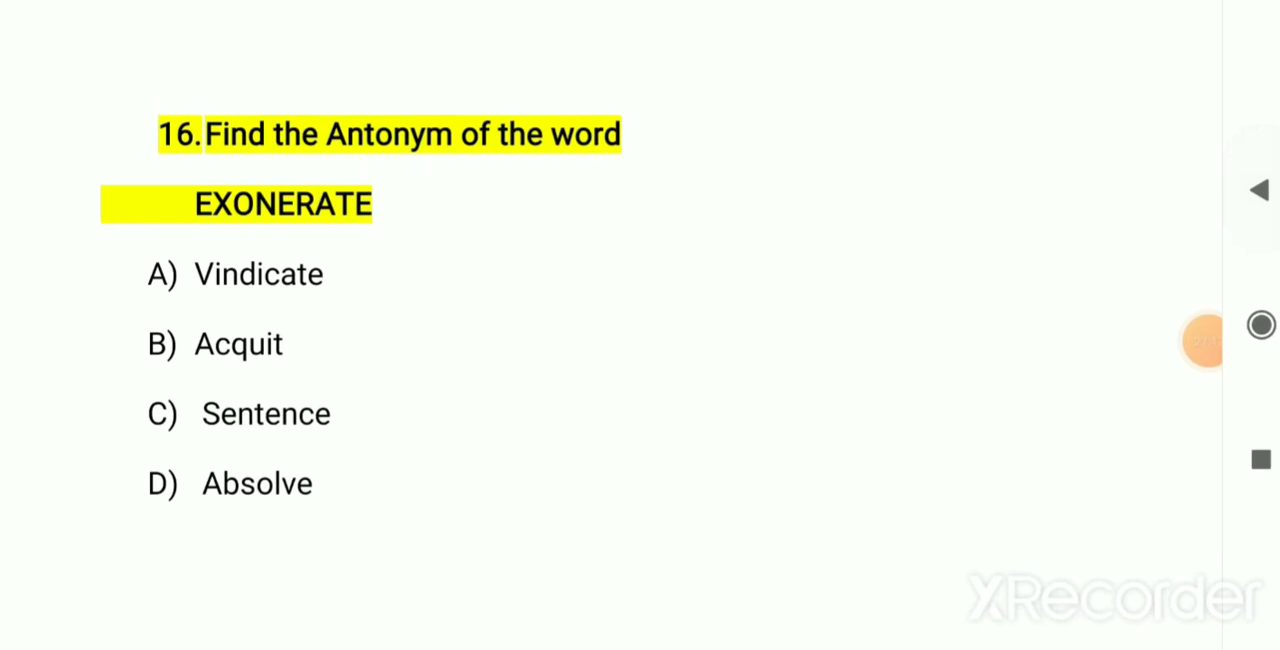 16. Find the Antonym of the word
EXONERATE
A) Vindicate
B) Acquit
C) Sentence
D) Absolve
XRecorder